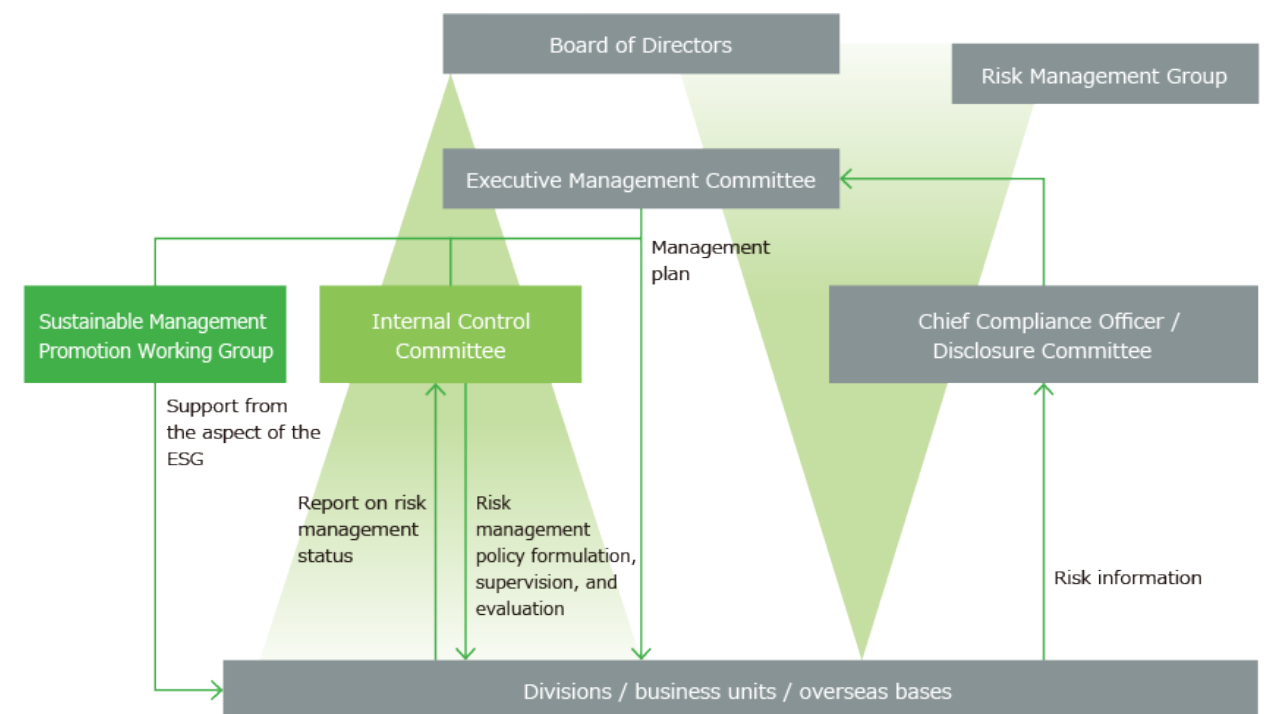 Board of Directors
Risk Management Group
Executive Management Committee
Management
plan
Sustainable Management
Promotion Working Group
Internal Control
Committee
Chief Compliance Officer /
Disclosure Committee
Support from
the aspect of the
ESG
Report on risk
management
status
Risk
management
policy formulation,
supervision, and
evaluation
Risk information
Divisions / business units / overseas bases